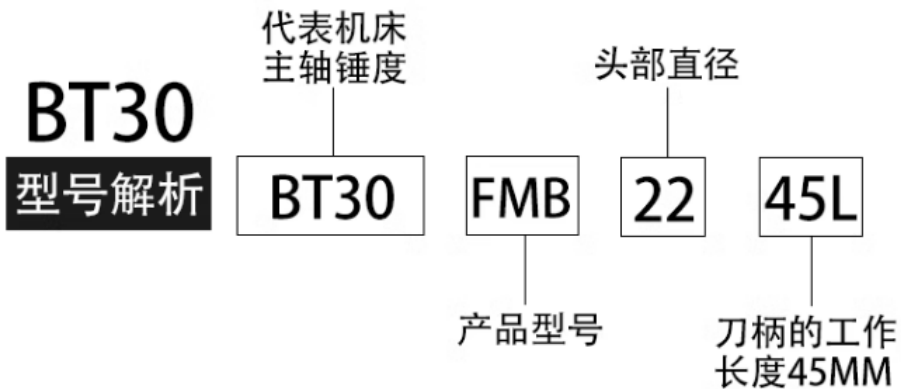 代表机床
主轴锤度
头部直径
BT30
型号解析
BT30
FMB
22
45L
产品型号
刀柄的工作
长度45MM